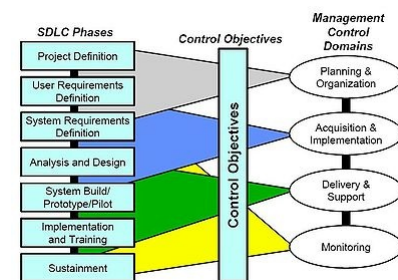 SDLC Phases
Project Definition
User Requirements
Definition
System Requirements
Definition
Analysis and Design
System Build/
Prototype/Pilot
Implementation
and Training
Sustainment
Control Objectives
Control Objectives
Management
Control
Domains
Planning &
Organization
Acquisition &
Implementation
Delivery &
Support
Monitoring